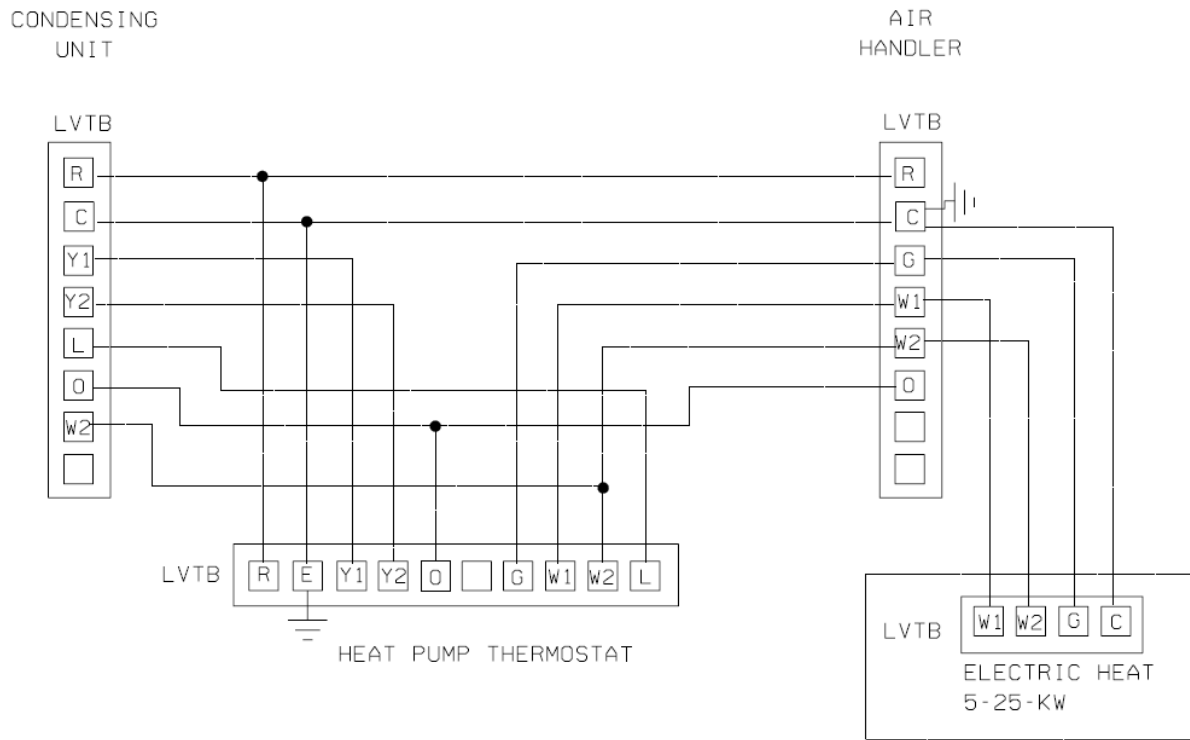 CONDENSING
UNIT
AIR
HANDLER
LVTB
R
C
Y1
Y2
L
O
W2
LVTB
R
C
G
W1
W2
O
LVTB
R E Y1 Y2 O G W1 W2 L
HEAT PUMP THERMOSTAT
LVTB
W1 W2 G C
ELECTRIC HEAT
5-25-KW